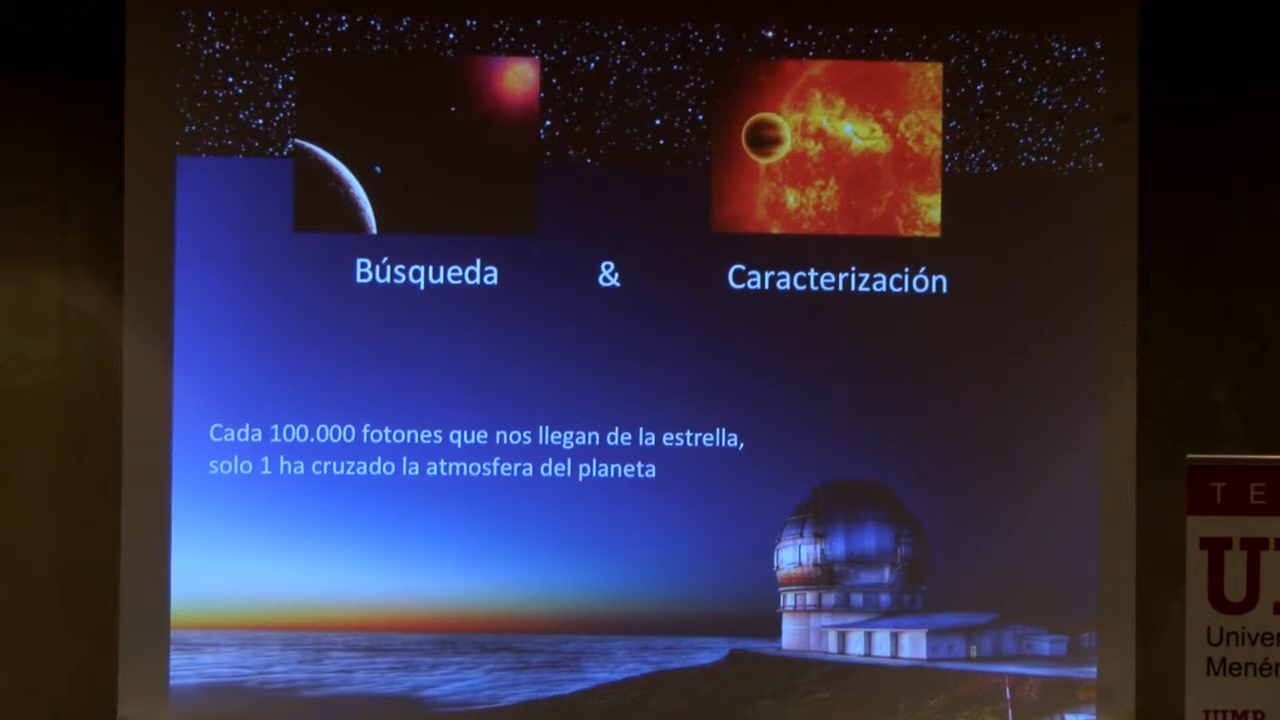 Búsqueda & Caracterización
Cada 100.000 fotones que nos llegan de la estrella,
solo 1 ha cruzado la atmosfera del planeta
T E
Menén
UIMP